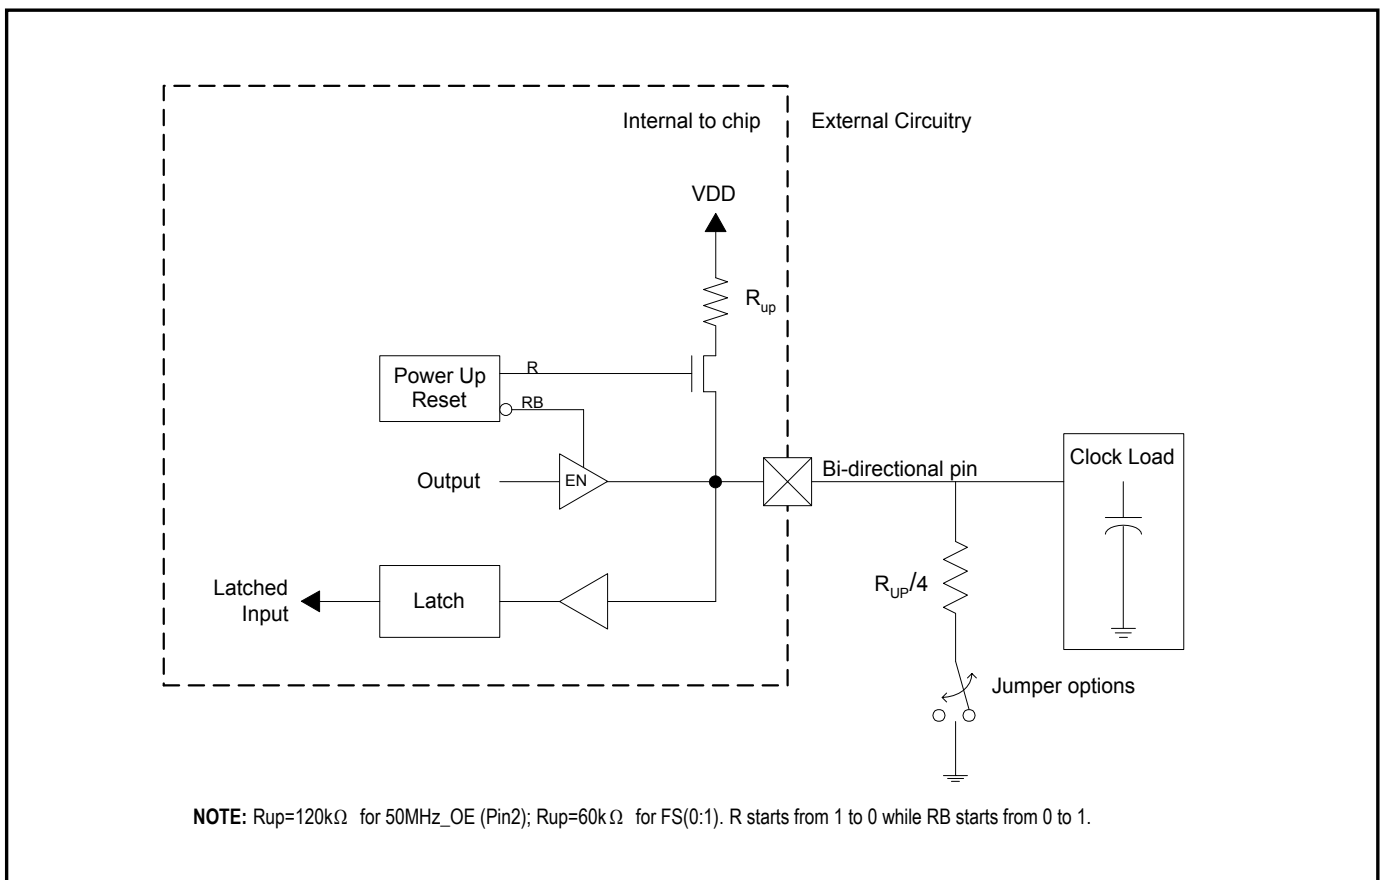 Internal to chip
External Circuitry
VDD
Rup
Power Up
Reset
R
RB
Output
EN
Bi-directional pin
Clock Load
Latched
Input
Latch
RUP/4
Jumper options
NOTE: Rup=120kΩ for 50MHz_OE (Pin2); Rup=60kΩ for FS(0:1). R starts from 1 to 0 while RB starts from 0 to 1.